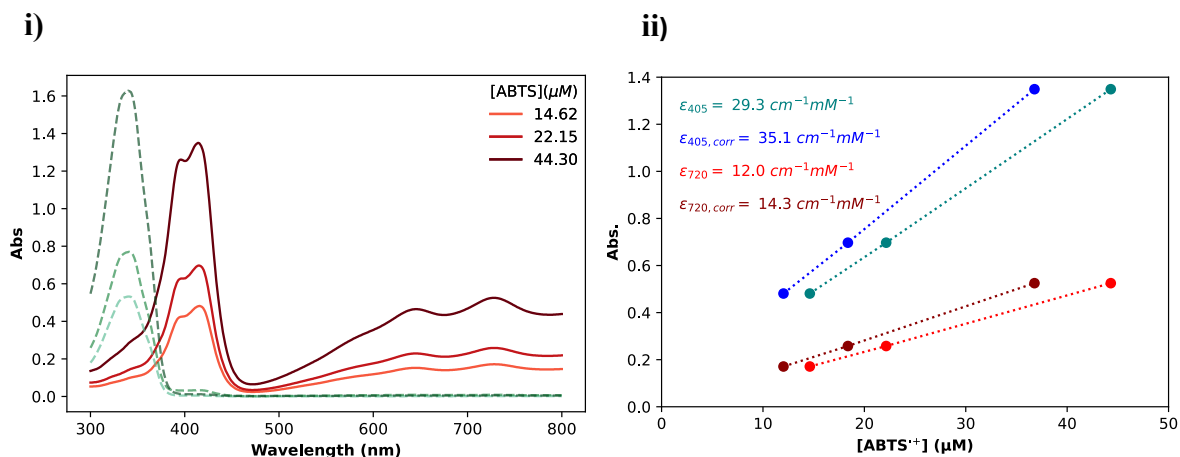 i)
1.6
1.4
1.2
1.0
0.8
0.6
0.4
0.2
0.0
Abs
[ABTS](μM)
14.62
22.15
44.30
300 400 500 600 700 800
Wavelength (nm)
ii)
1.4
1.2
1.0
0.8
0.6
0.4
0.2
0.0
Abs.
ε405 = 29.3 cm⁻¹mM⁻¹
ε405,corr = 35.1 cm⁻¹mM⁻¹
ε720 = 12.0 cm⁻¹mM⁻¹
ε720,corr = 14.3 cm⁻¹mM⁻¹
0 10 20 30 40 50
[ABTS˙⁺] (μM)